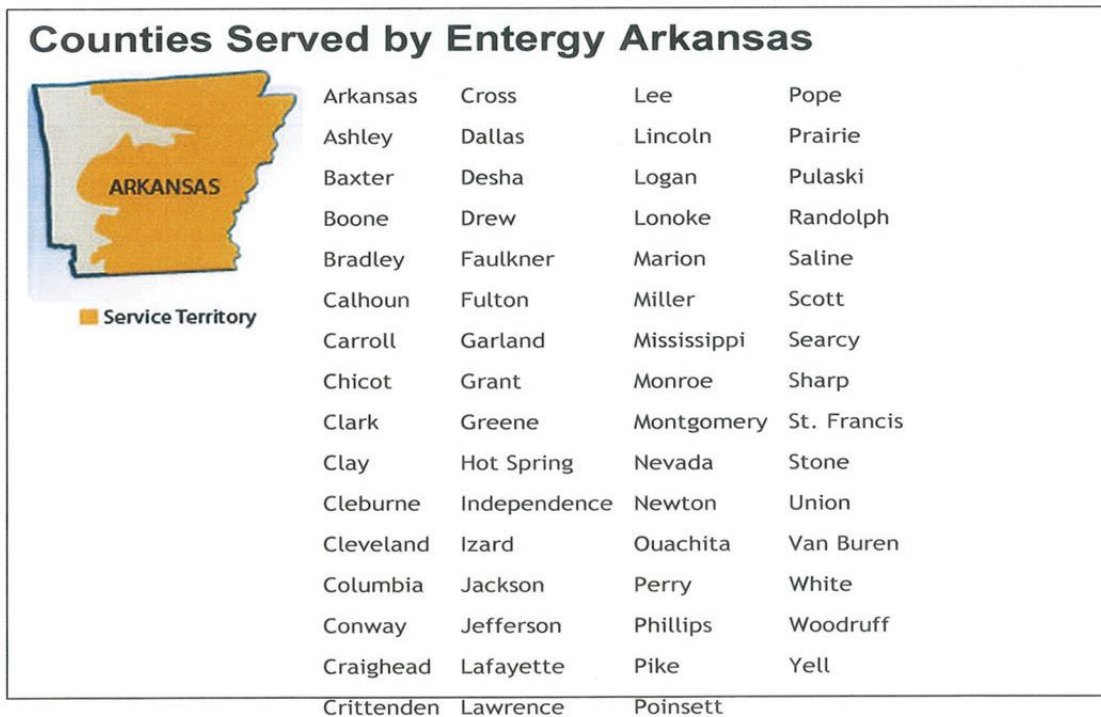 Counties Served by Entergy Arkansas
ARKANSAS
Service Territory
Arkansas Cross Lee Pope
Ashley Dallas Lincoln Prairie
Baxter Desha Logan Pulaski
Boone Drew Lonoke Randolph
Bradley Faulkner Marion Saline
Calhoun Fulton Miller Scott
Carroll Garland Mississippi Searcy
Chicot Grant Monroe Sharp
Clark Greene Montgomery St. Francis
Clay Hot Spring Nevada Stone
Cleburne Independence Newton Union
Cleveland Izard Ouachita Van Buren
Columbia Jackson Perry White
Conway Jefferson Phillips Woodruff
Craighead Lafayette Pike Yell
Crittenden Lawrence Poinsett